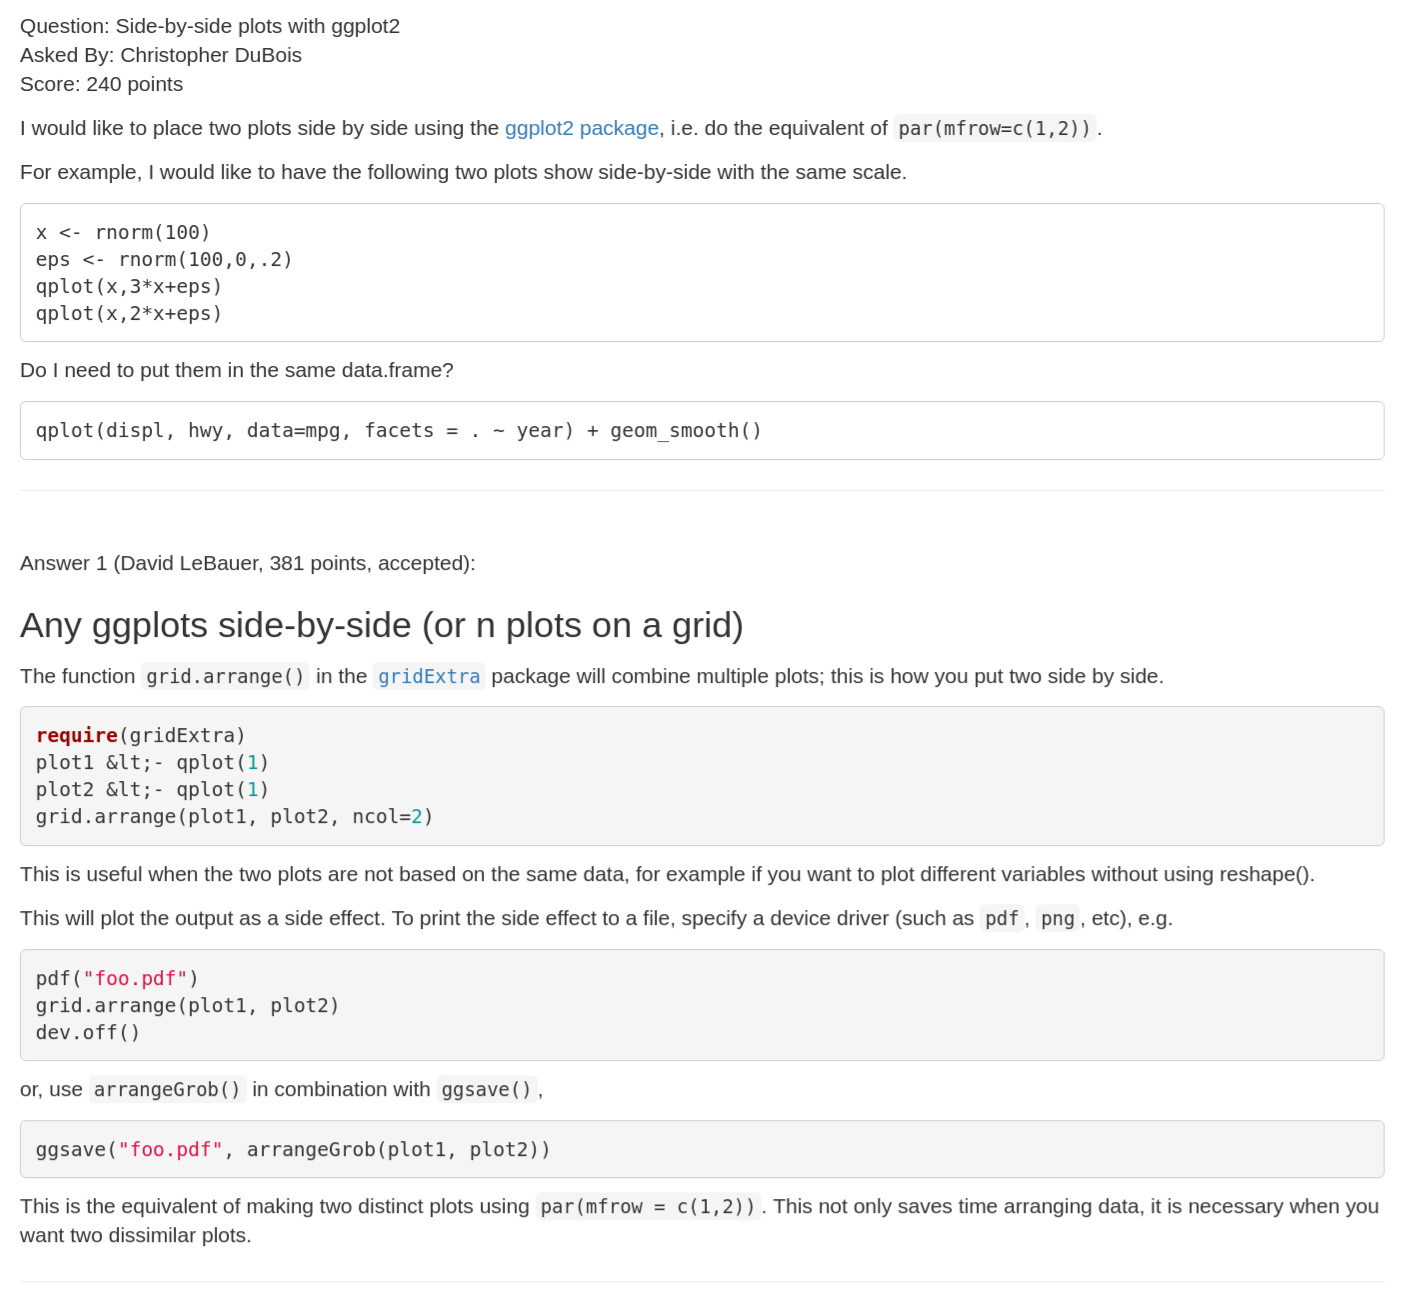 Question: Side-by-side plots with ggplot2
Asked By: Christopher DuBois
Score: 240 points
I would like to place two plots side by side using the ggplot2 package, i.e. do the equivalent of par(mfrow=c(1,2)).
For example, I would like to have the following two plots show side-by-side with the same scale.
x <- rnorm(100)
eps <- rnorm(100,0,.2)
qplot(x,3*x+eps)
qplot(x,2*x+eps)
Do I need to put them in the same data.frame?
qplot(displ, hwy, data=mpg, facets = . ~ year) + geom_smooth()
Answer 1 (David LeBauer, 381 points, accepted):
Any ggplots side-by-side (or n plots on a grid)
The function grid.arrange() in the gridExtra package will combine multiple plots; this is how you put two side by side.
require(gridExtra)
plot1 &lt;- qplot(1)
plot2 &lt;- qplot(1)
grid.arrange(plot1, plot2, ncol=2)
This is useful when the two plots are not based on the same data, for example if you want to plot different variables without using reshape().
This will plot the output as a side effect. To print the side effect to a file, specify a device driver (such as pdf, png, etc), e.g.
pdf("foo.pdf")
grid.arrange(plot1, plot2)
dev.off()
or, use arrangeGrob() in combination with ggsave(),
ggsave("foo.pdf", arrangeGrob(plot1, plot2))
This is the equivalent of making two distinct plots using par(mfrow = c(1,2)). This not only saves time arranging data, it is necessary when you
want two dissimilar plots.